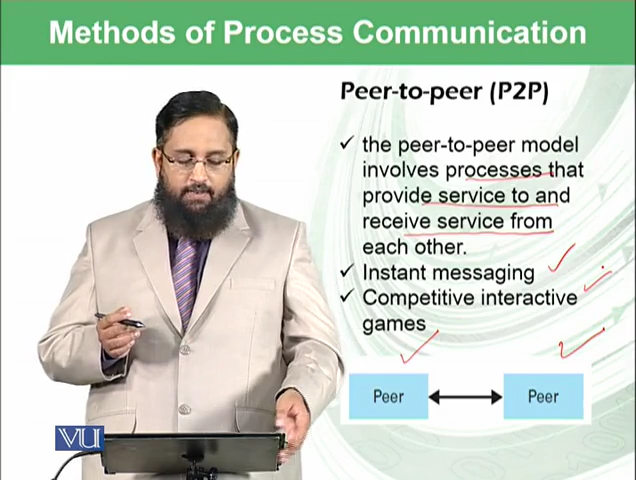 Methods of Process Communication
Peer-to-peer (P2P)
✓ the peer-to-peer model
involves processes that
provide service to and
receive service from
each other.
✓ Instant messaging
✓ Competitive interactive
games
Peer
Peer
VU